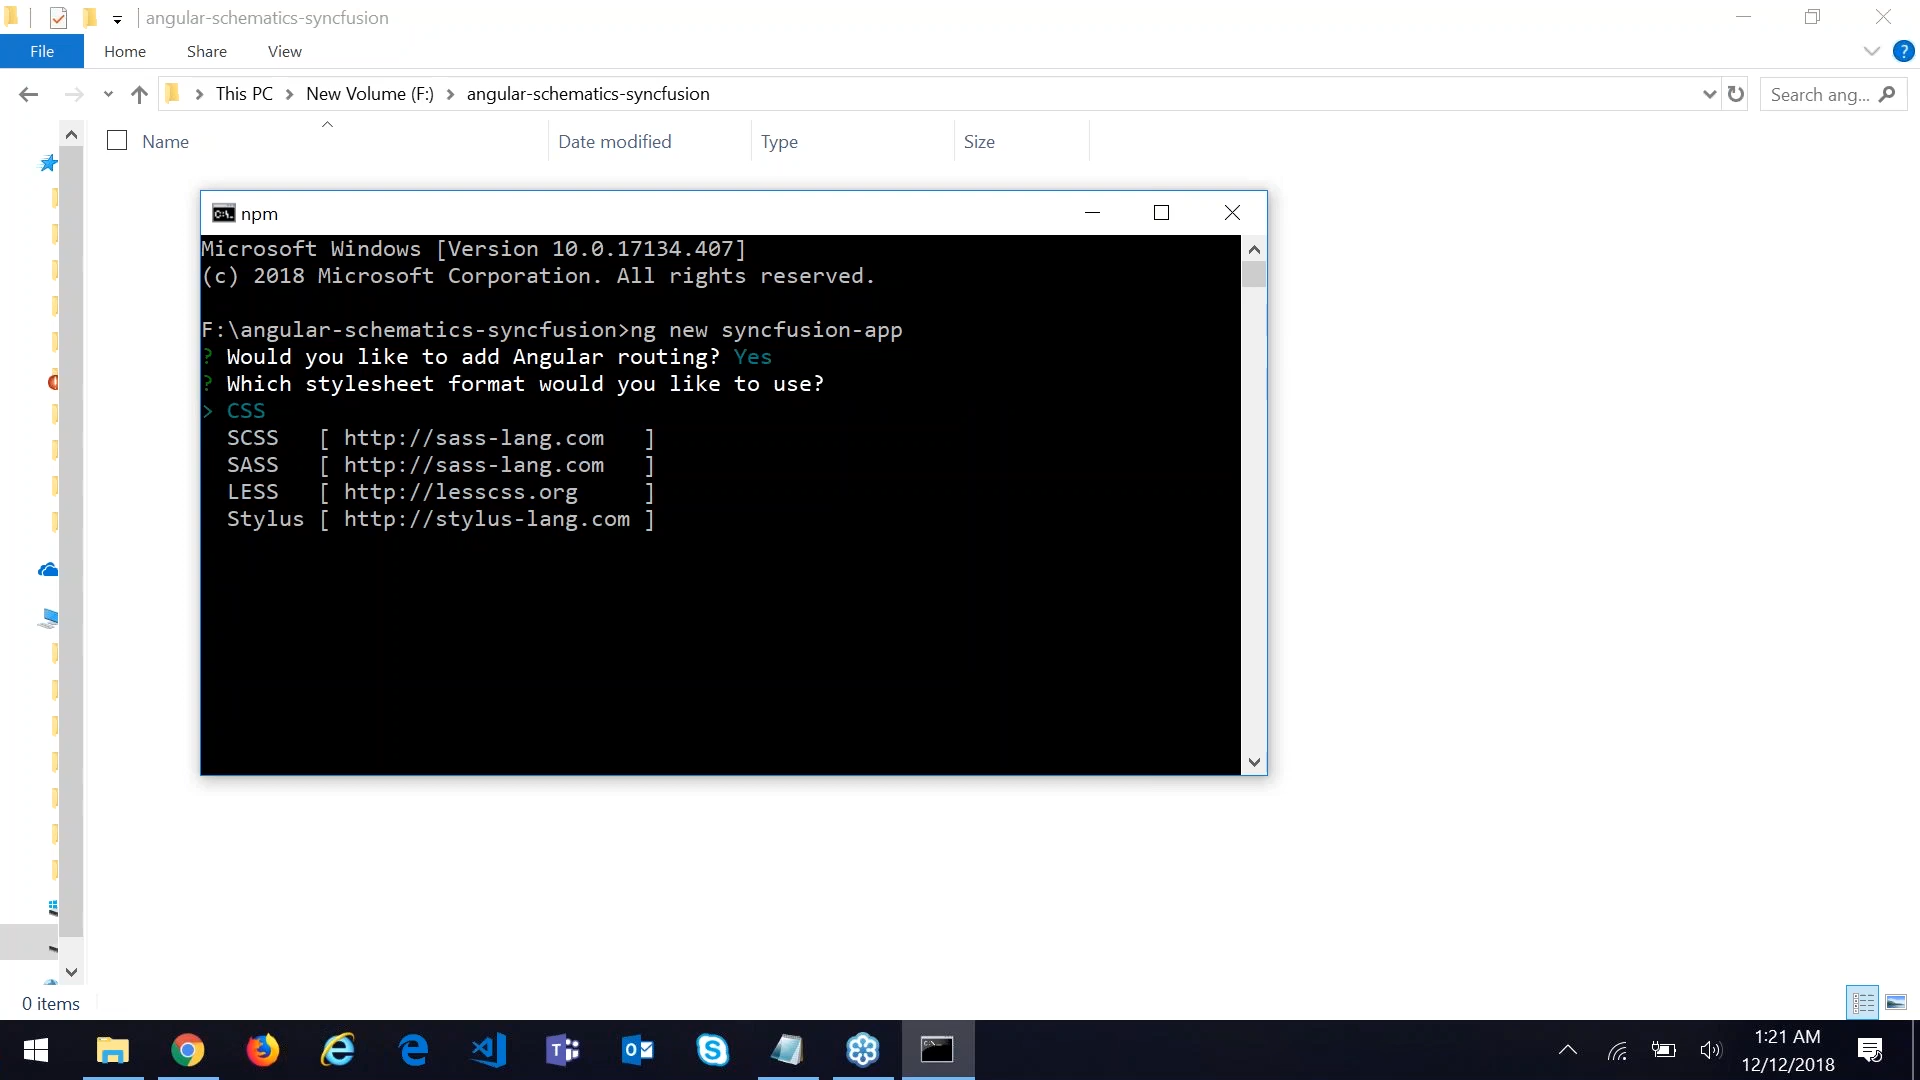 angular-schematics-syncfusion
File Home Share View
?
This PC New Volume (F:) angular-schematics-syncfusion
Search ang...
Name Date modified Type Size
npm
Microsoft Windows [Version 10.0.17134.407]
(c) 2018 Microsoft Corporation. All rights reserved.
F:\angular-schematics-syncfusion>ng new syncfusion-app
? Would you like to add Angular routing? Yes
? Which stylesheet format would you like to use?
> CSS
SCSS [ http://sass-lang.com ]
SASS [ http://sass-lang.com ]
LESS [ http://lesscss.org ]
Stylus [ http://stylus-lang.com ]
0 items
1:21 AM
12/12/2018